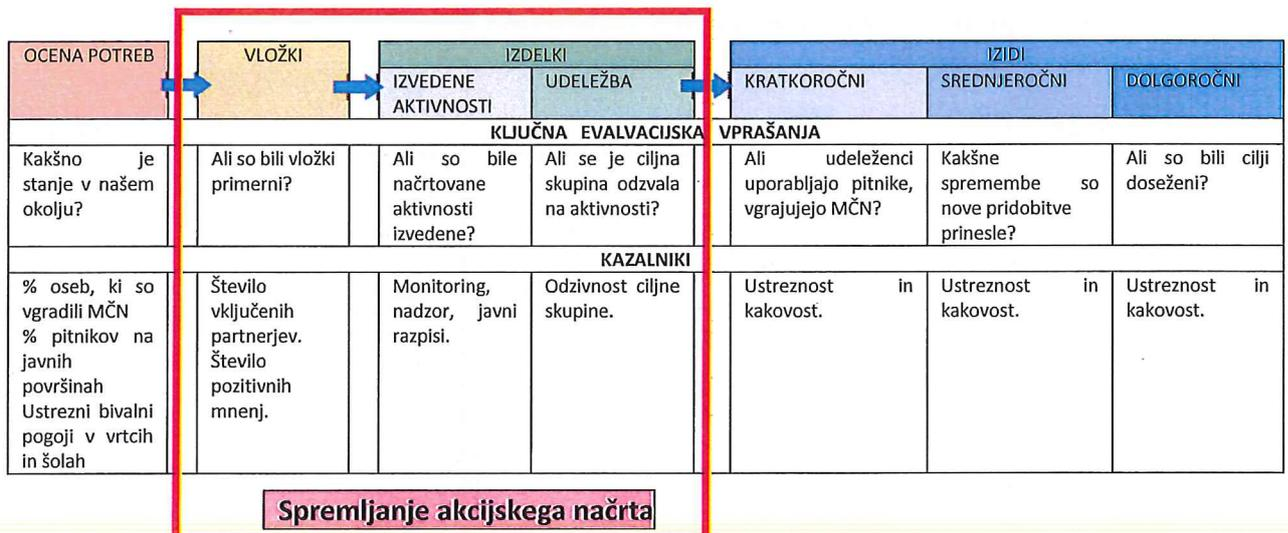 OCENA POTREB
VLOŽKI
IZDELKI
IZIDI
IZVEDENE
AKTIVNOSTI
UDELEŽBA
KRATKOROČNI
SREDNJEROČNI
DOLGOROČNI
KLJUČNA EVALVACIJSKA VPRAŠANJA
Kakšno je
stanje v našem
okolju?
Ali so bili vložki
primerni?
Ali so bile
načrtovane
aktivnosti
izvedene?
Ali se je ciljna
skupina odzvala
na aktivnosti?
Ali udeleženci
uporabljajo pitnike,
vgrajujejo MČN?
Kakšne
spremembe so
nove pridobitve
prinesle?
Ali so bili cilji
doseženi?
KAZALNIKI
% oseb, ki so
vgradili MČN
% pitnikov na
javnih
površinah
Ustrezni bivalni
pogoji v vrtcih
in šolah
Število
vključenih
partnerjev.
Število
pozitivnih
mnenj.
Monitoring,
nadzor, javni
razpisi.
Odzivnost ciljne
skupine.
Ustreznost in
kakovost.
Ustreznost in
kakovost.
Ustreznost in
kakovost.
Spremljanje akcijskega načrta